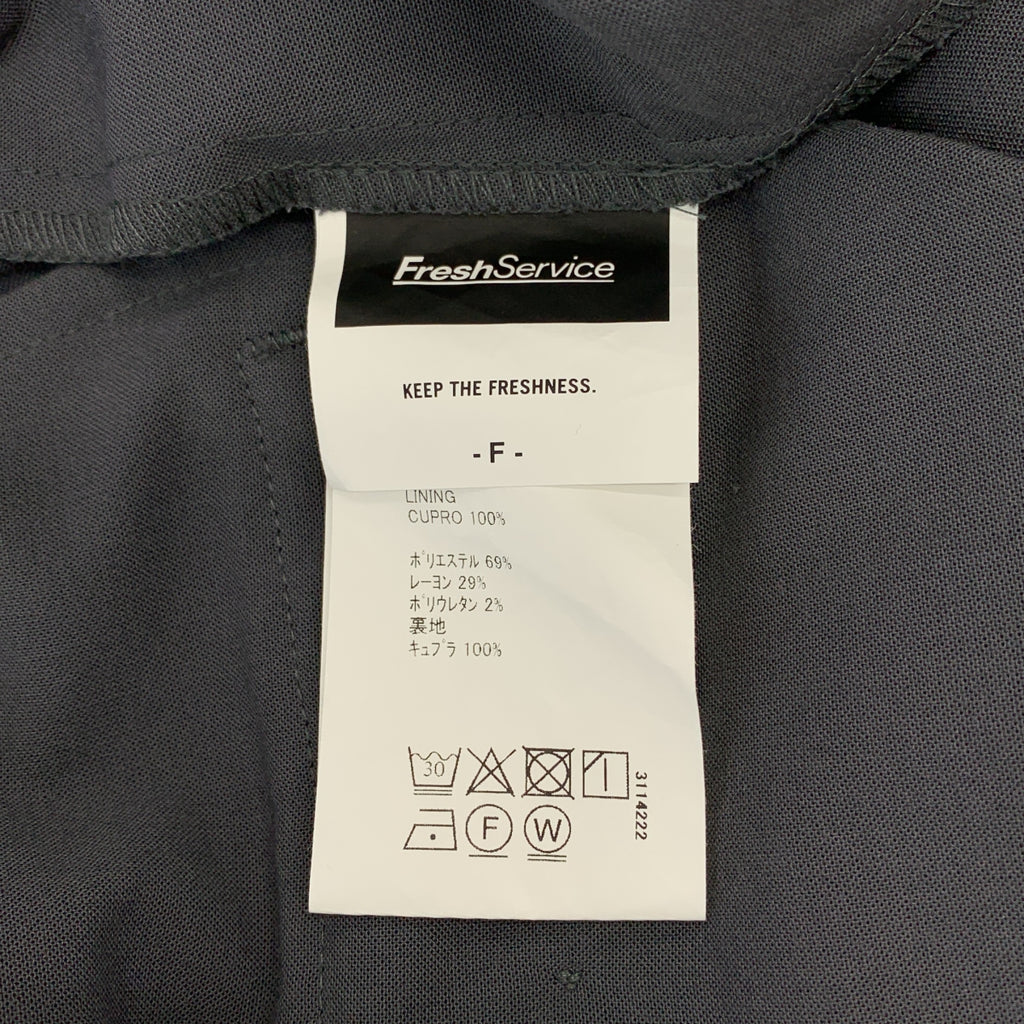 FreshService
KEEP THE FRESHNESS.
- F -
LINING
CUPRO 100%
ポリエステル 69%
レーヨン 29%
ポリウレタン 2%
裏地
キュプラ 100%
30
F W
3114222